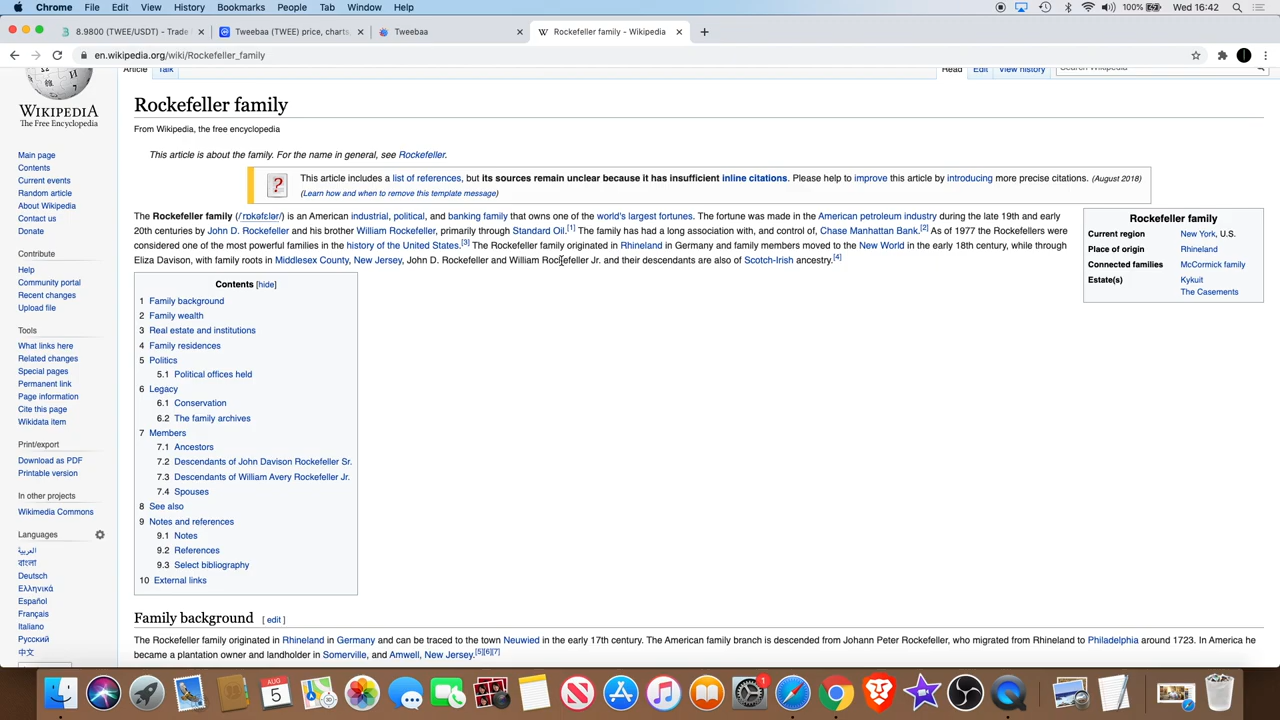 Chrome File Edit View History Bookmarks People Tab Window Help 100% Wed 16:42
8.9800 (TWEE/USDT) - Trade
Tweebaa (TWEE) price, charts,
Tweebaa
Rockefeller family - Wikipedia
en.wikipedia.org/wiki/Rockefeller_family
Article Talk Read Edit View history Search Wikipedia
WIKIPEDIA
The Free Encyclopedia
Main page
Contents
Current events
Random article
About Wikipedia
Contact us
Donate
Contribute
Help
Community portal
Recent changes
Upload file
Tools
What links here
Related changes
Special pages
Permanent link
Page information
Cite this page
Wikidata item
Print/export
Download as PDF
Printable version
In other projects
Wikimedia Commons
Languages
العربية
বাংলা
Deutsch
Ελληνικά
Español
Français
Italiano
Русский
中文
Rockefeller family
From Wikipedia, the free encyclopedia
This article is about the family. For the name in general, see Rockefeller.
This article includes a list of references, but its sources remain unclear because it has insufficient inline citations. Please help to improve this article by introducing more precise citations. (August 2018)
(Learn how and when to remove this template message)
The Rockefeller family (/ˈrɒkəfɛlər/) is an American industrial, political, and banking family that owns one of the world's largest fortunes. The fortune was made in the American petroleum industry during the late 19th and early
20th centuries by John D. Rockefeller and his brother William Rockefeller, primarily through Standard Oil.[1] The family has had a long association with, and control of, Chase Manhattan Bank.[2] As of 1977 the Rockefellers were
considered one of the most powerful families in the history of the United States.[3] The Rockefeller family originated in Rhineland in Germany and family members moved to the New World in the early 18th century, while through
Eliza Davison, with family roots in Middlesex County, New Jersey, John D. Rockefeller and William Rockefeller Jr. and their descendants are also of Scotch-Irish ancestry.[4]
Rockefeller family
Current region New York, U.S.
Place of origin Rhineland
Connected families McCormick family
Estate(s) Kykuit
The Casements
Contents [hide]
1 Family background
2 Family wealth
3 Real estate and institutions
4 Family residences
5 Politics
5.1 Political offices held
6 Legacy
6.1 Conservation
6.2 The family archives
7 Members
7.1 Ancestors
7.2 Descendants of John Davison Rockefeller Sr.
7.3 Descendants of William Avery Rockefeller Jr.
7.4 Spouses
8 See also
9 Notes and references
9.1 Notes
9.2 References
9.3 Select bibliography
10 External links
Family background [ edit ]
The Rockefeller family originated in Rhineland in Germany and can be traced to the town Neuwied in the early 17th century. The American family branch is descended from Johann Peter Rockefeller, who migrated from Rhineland to Philadelphia around 1723. In America he
became a plantation owner and landholder in Somerville, and Amwell, New Jersey.[5][6][7]
AUG
5
1